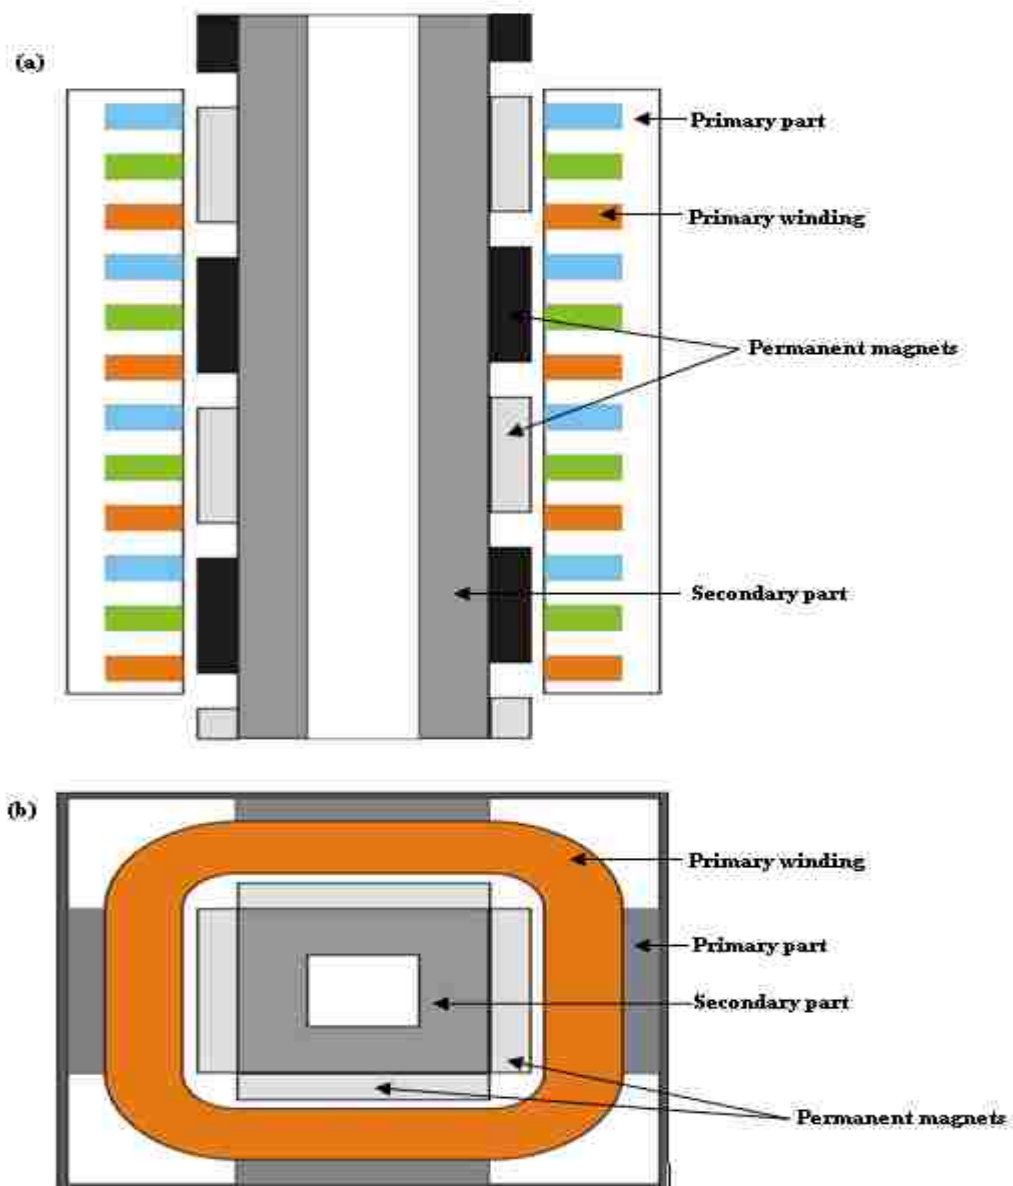 (a)
Primary part
Primary winding
Permanent magnets
Secondary part
(b)
Primary winding
Primary part
Secondary part
Permanent magnets